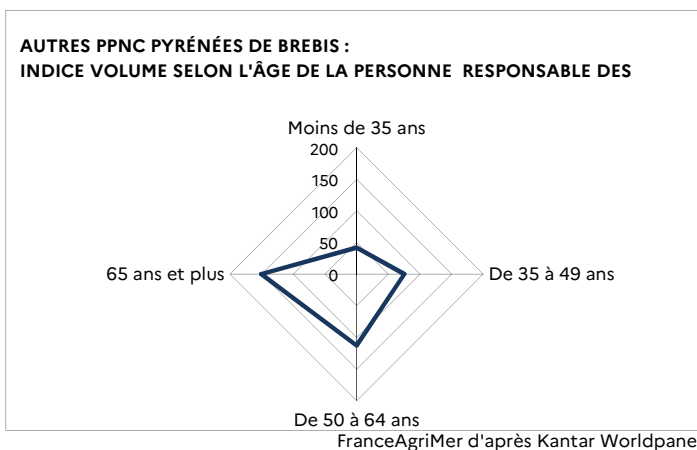 AUTRES PPNC PYRÉNÉES DE BREBIS :
INDICE VOLUME SELON L'ÂGE DE LA PERSONNE RESPONSABLE DES
Moins de 35 ans
200
150
100
50
0
65 ans et plus
De 35 à 49 ans
De 50 à 64 ans
FranceAgriMer d'après Kantar Worldpane